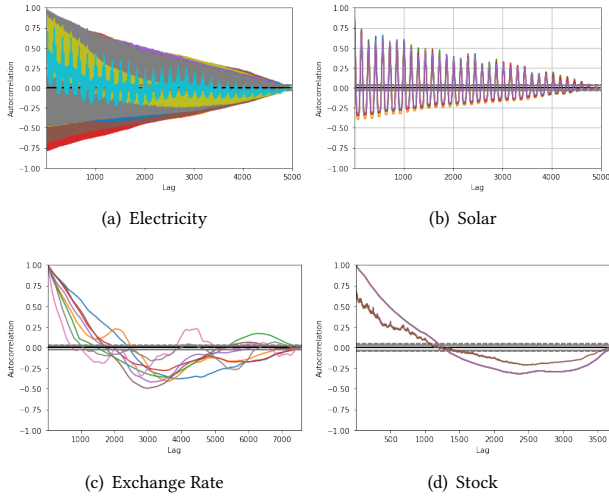 1.00
0.75
0.50
0.25
0.00
−0.25
−0.50
−0.75
−1.00
Autocorrelation
1000 2000 3000 4000 5000
Lag
(a) Electricity
1.00
0.75
0.50
0.25
0.00
−0.25
−0.50
−0.75
−1.00
Autocorrelation
1000 2000 3000 4000 5000
Lag
(b) Solar
1.00
0.75
0.50
0.25
0.00
−0.25
−0.50
−0.75
−1.00
Autocorrelation
1000 2000 3000 4000 5000 6000 7000
Lag
(c) Exchange Rate
1.00
0.75
0.50
0.25
0.00
−0.25
−0.50
−0.75
−1.00
Autocorrelation
500 1000 1500 2000 2500 3000 3500
Lag
(d) Stock